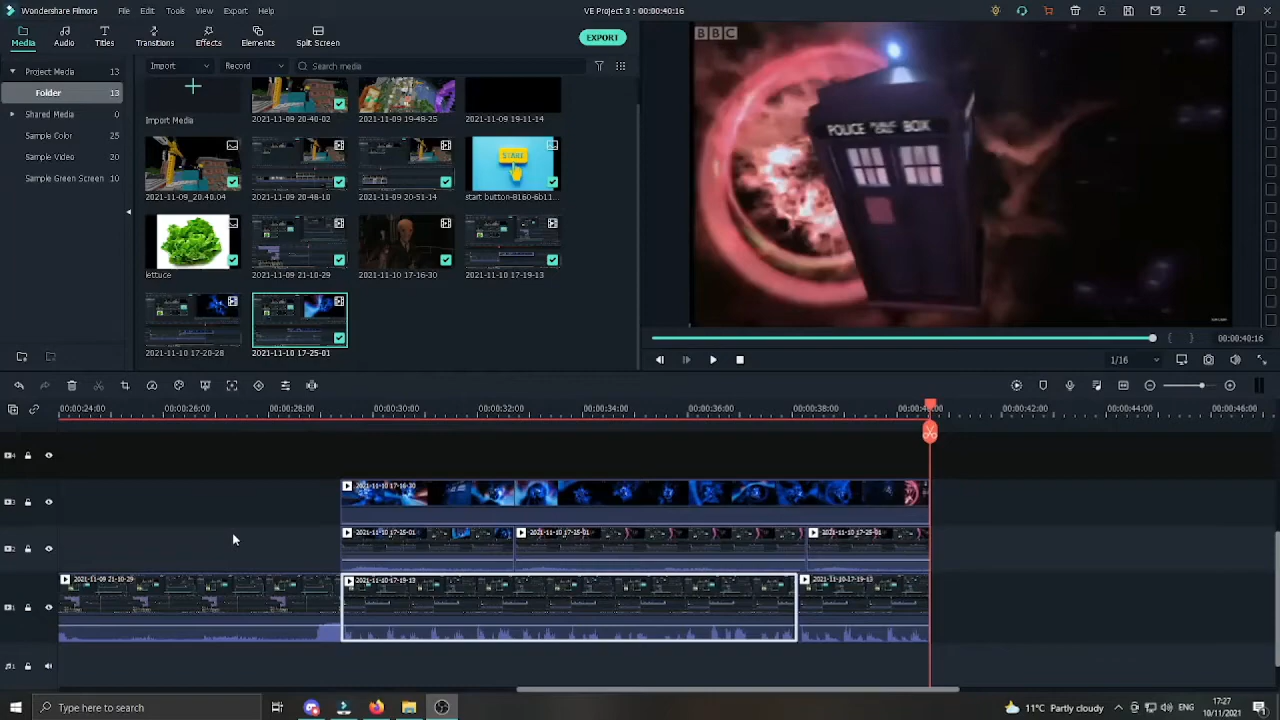 Wondershare Filmora File Edit Tools View Export Help VE Project 3 : 00:00:40:16
Media Audio Titles Transitions Effects Elements Split Screen EXPORT
Project Media 13
Folder 13
Shared Media 0
Sample Color 25
Sample Video 20
Sample Green Screen 10
Import Record Search media
Import Media 2021-11-09 20-40-02 2021-11-09 19-48-25 2021-11-09 19-11-14
START
2021-11-09_20.40.04 2021-11-09 20-48-10 2021-11-09 20-51-14 start button-8160-6b11...
lettuce 2021-11-09 21-10-29 2021-11-10 17-16-30 2021-11-10 17-19-13
2021-11-10 17-20-28 2021-11-10 17-25-01
BBC
POLICE PUBLIC CALL BOX
00:00:40:16
1/16
00:00:24:00 00:00:26:00 00:00:28:00 00:00:30:00 00:00:32:00 00:00:34:00 00:00:36:00 00:00:38:00 00:00:42:00 00:00:44:00 00:00:46:00
2021-11-10 17-16-30
2021-11-10 17-25-01 2021-11-10 17-25-01 2021-11-10 17-25-01
2021-11-09 21-10-29 2021-11-10 17-19-13 2021-11-10 17-19-13
Type here to search
11°C Partly cloudy
17:27
10/11/2021